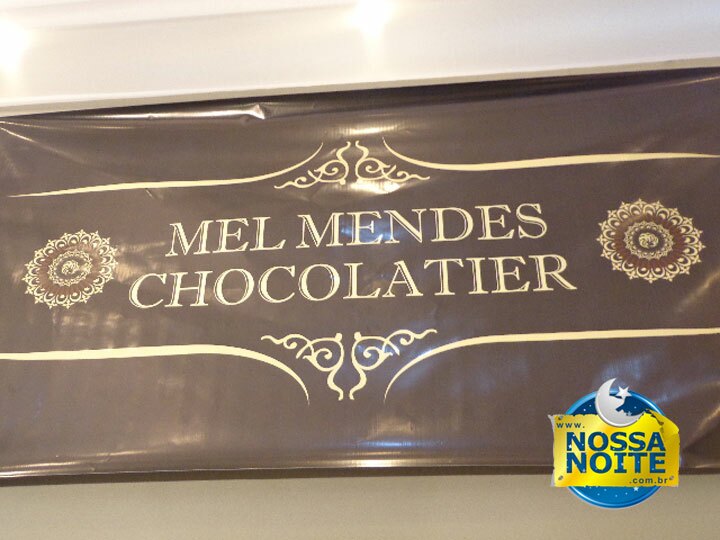 MEL MENDES
CHOCOLATIER
www.
NOSSA
NOITE
.com.br